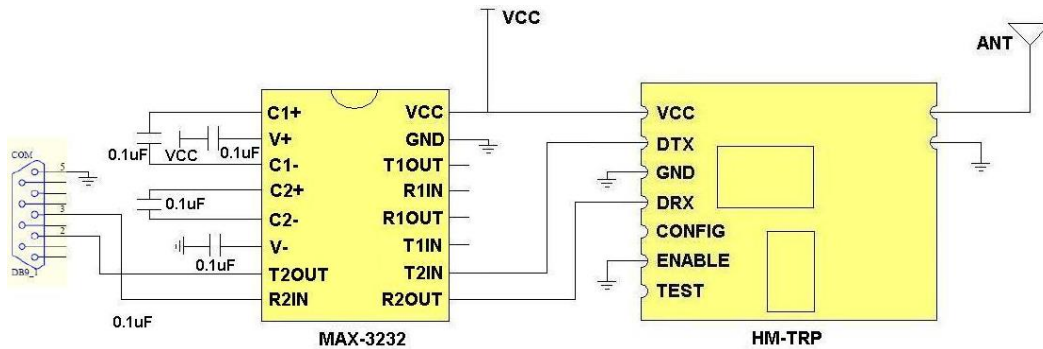 VCC
ANT
C1+
V+
C1-
C2+
C2-
V-
T2OUT
R2IN
VCC
GND
T1OUT
R1IN
R1OUT
T1IN
T2IN
R2OUT
0.1uF
VCC
0.1uF
0.1uF
0.1uF
0.1uF
COM
5
3
2
DB9_1
MAX-3232
VCC
DTX
GND
DRX
CONFIG
ENABLE
TEST
HM-TRP